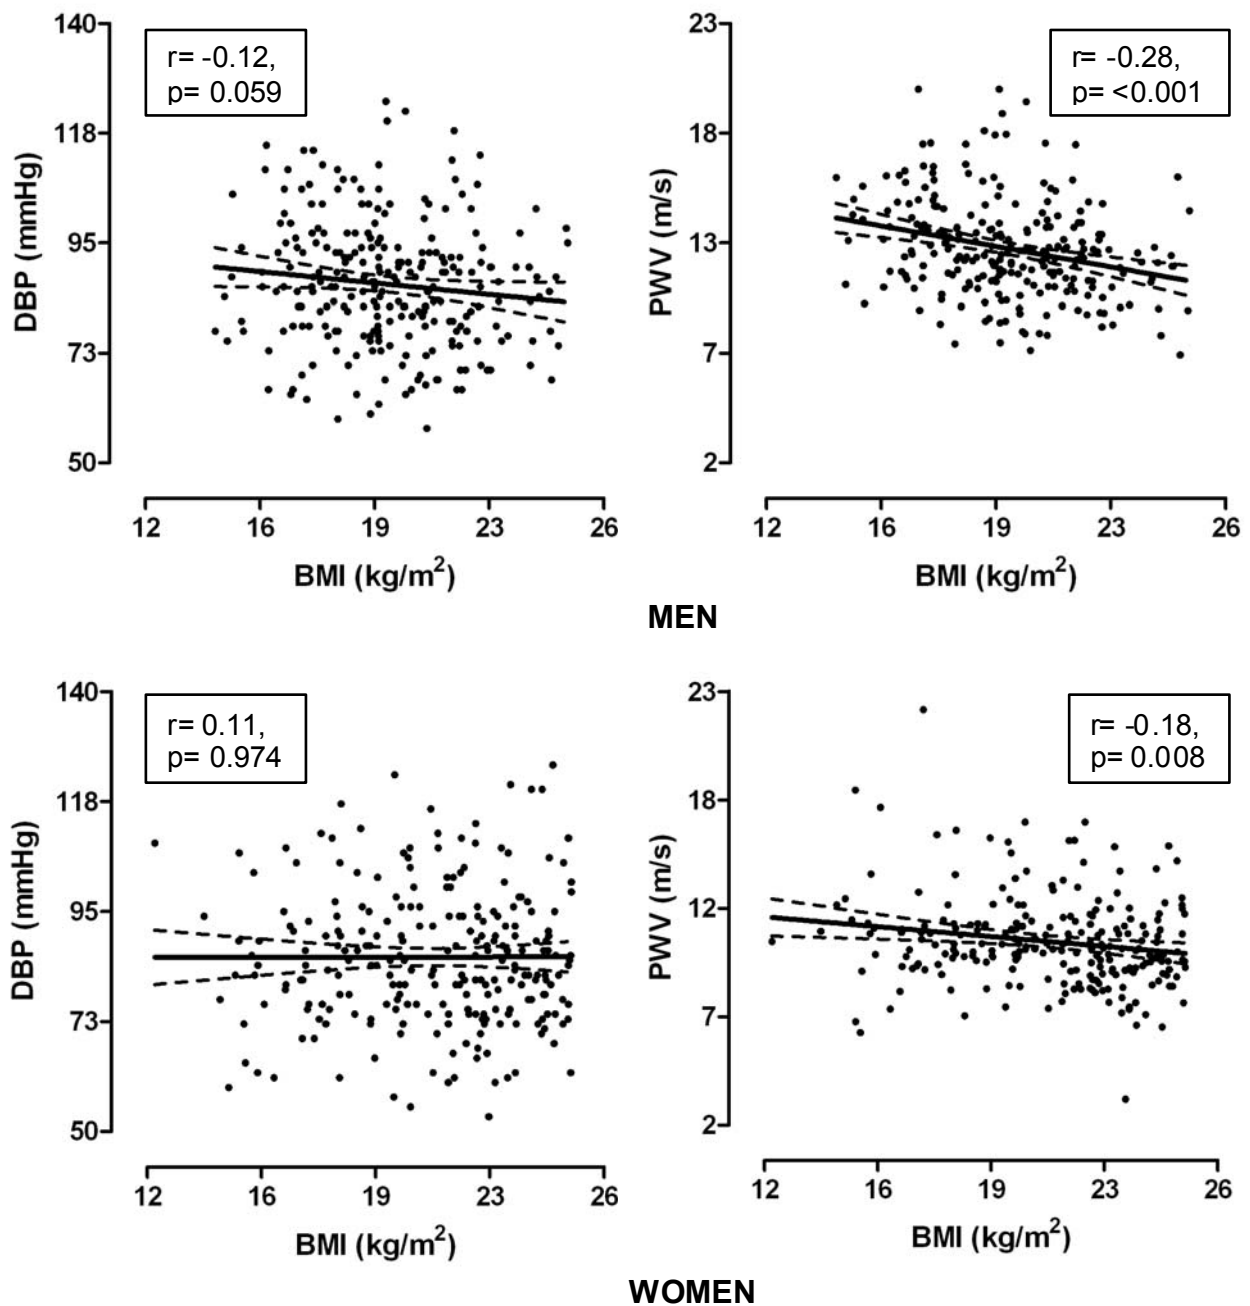 140
118
95
73
50
DBP (mmHg)
r= -0.12,
p= 0.059
12 16 19 23 26
BMI (kg/m²)
23
18
13
7
2
PWV (m/s)
r= -0.28,
p= <0.001
12 16 19 23 26
BMI (kg/m²)
MEN
140
118
95
73
50
DBP (mmHg)
r= 0.11,
p= 0.974
12 16 19 23 26
BMI (kg/m²)
23
18
12
7
2
PWV (m/s)
r= -0.18,
p= 0.008
12 16 19 23 26
BMI (kg/m²)
WOMEN